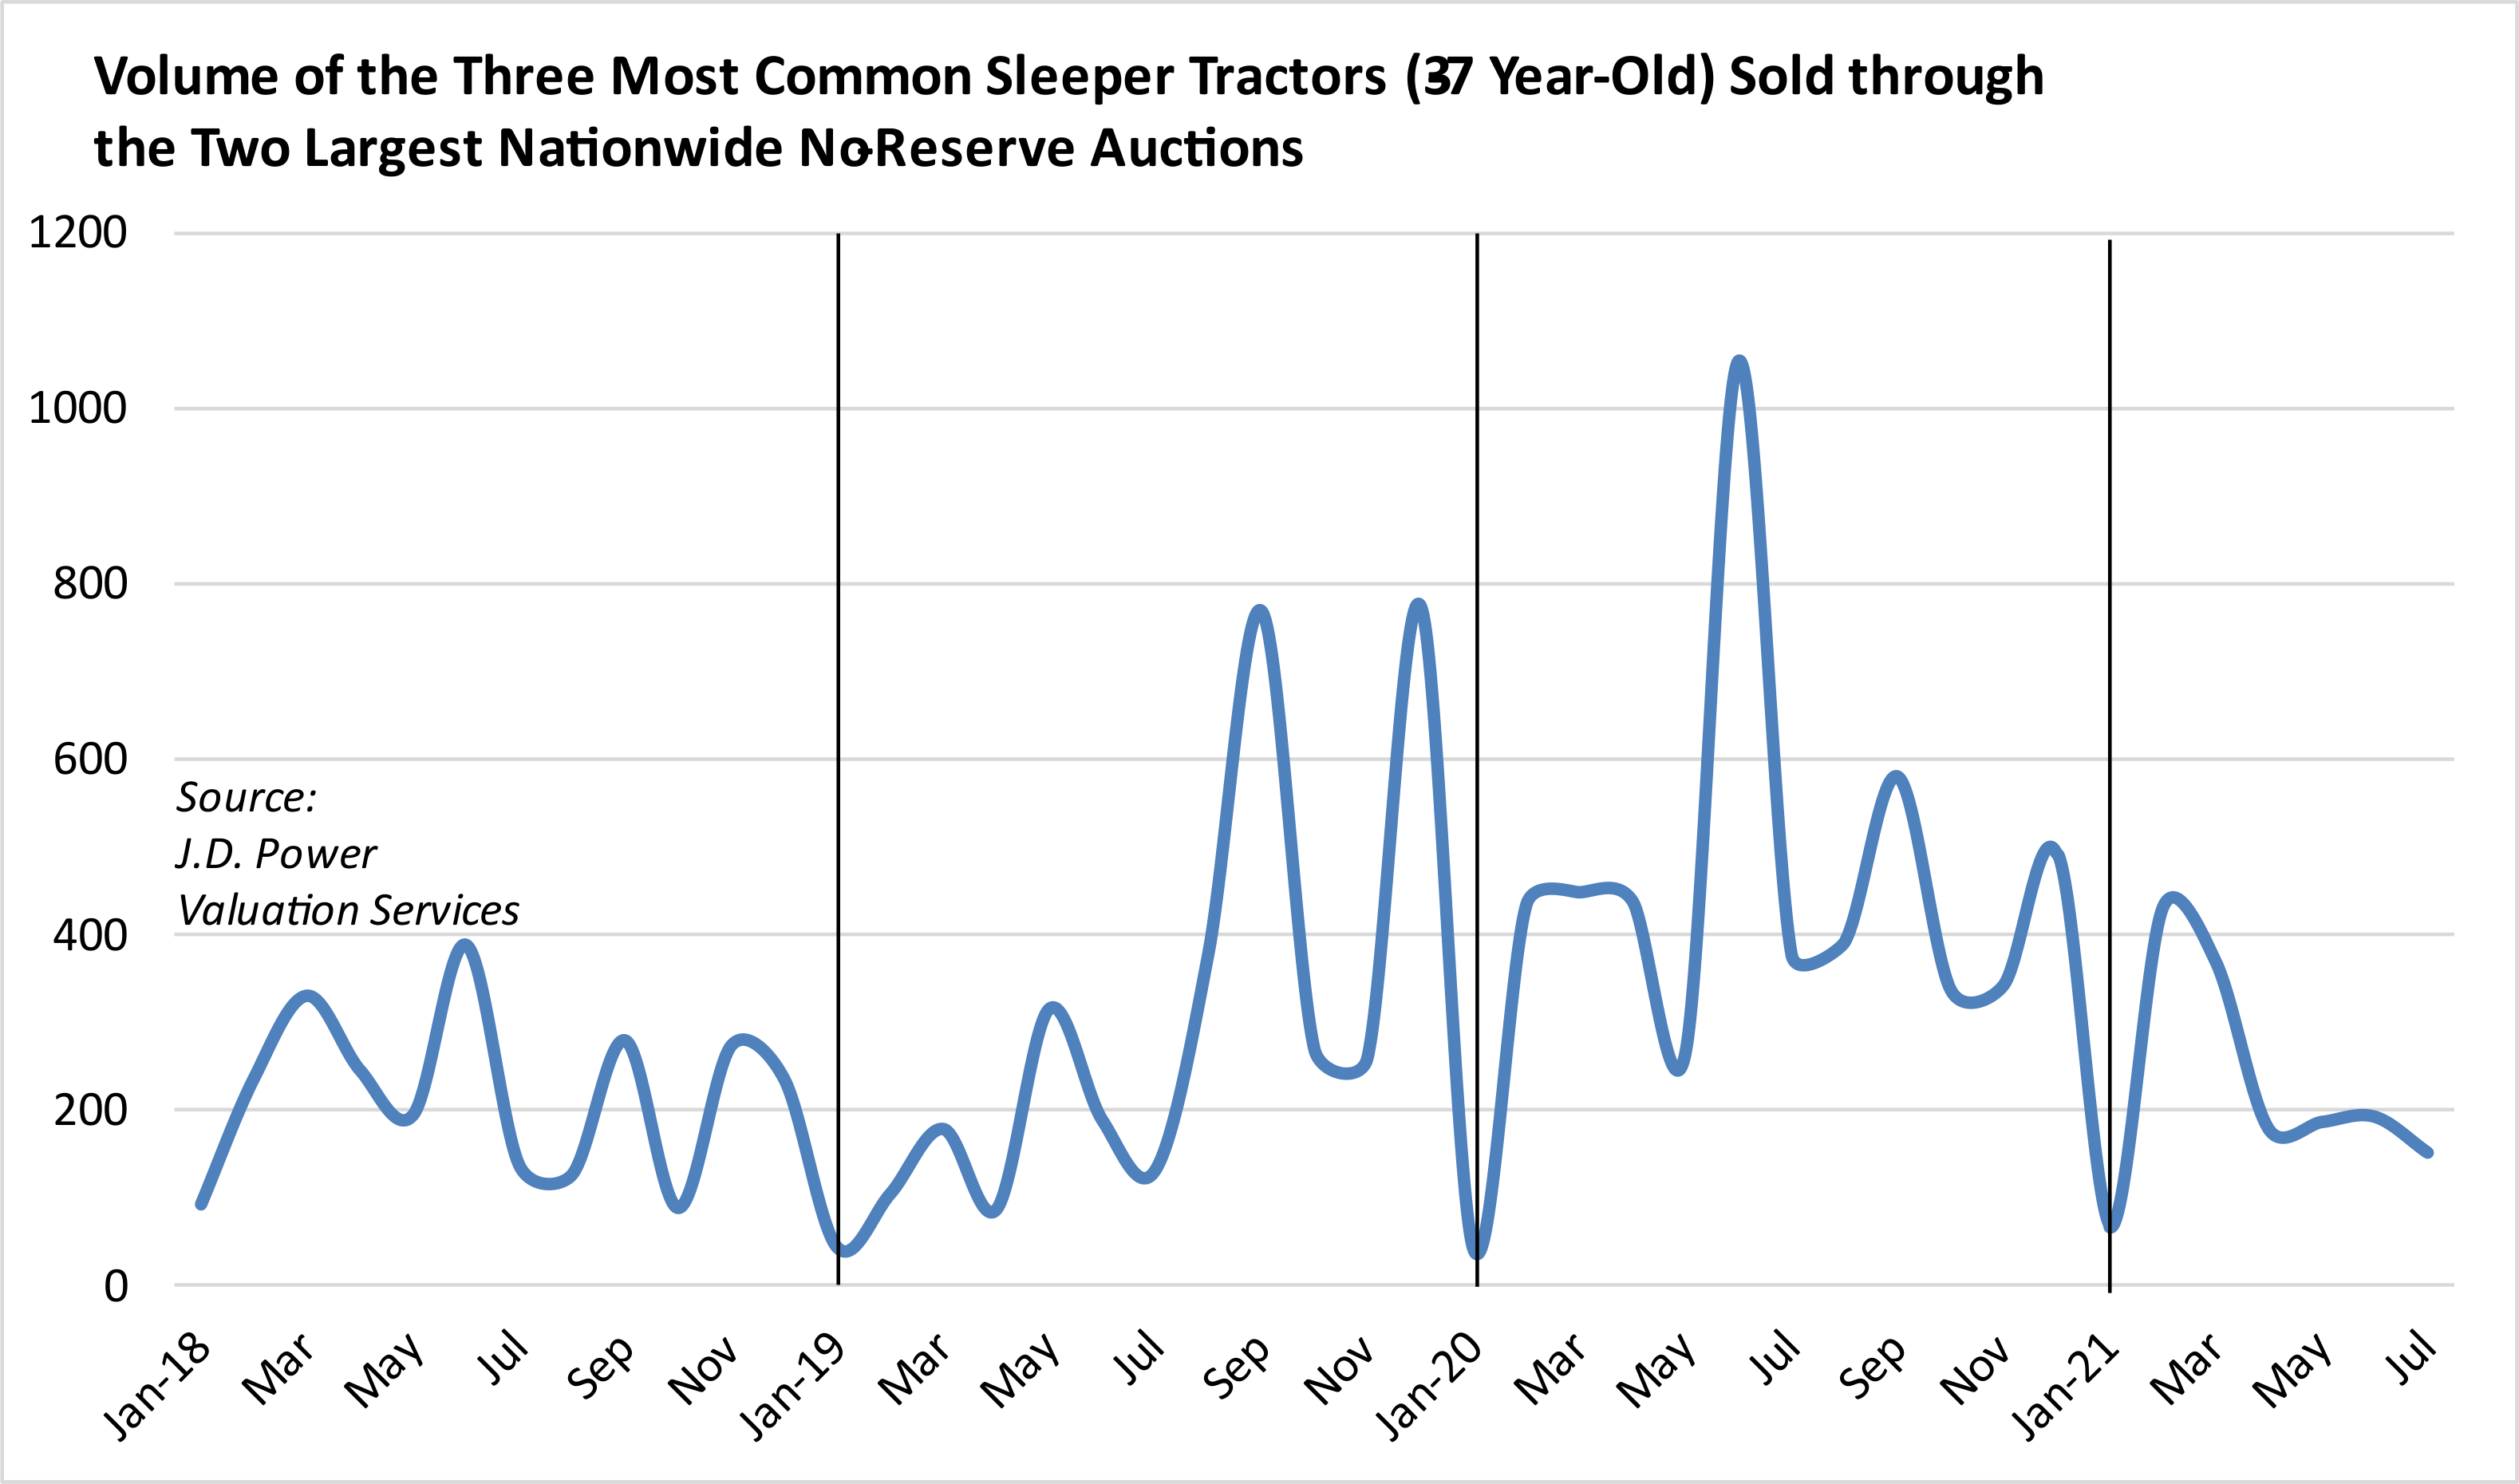 Volume of the Three Most Common Sleeper Tractors (37 Year-Old) Sold through
the Two Largest Nationwide No-Reserve Auctions
1200
1000
800
600
Source:
J.D. Power
Valuation Services
400
200
0
Jan-18 Mar May Jul Sep Nov Jan-19 Mar May Jul Sep Nov Jan-20 Mar May Jul Sep Nov Jan-21 Mar May Jul